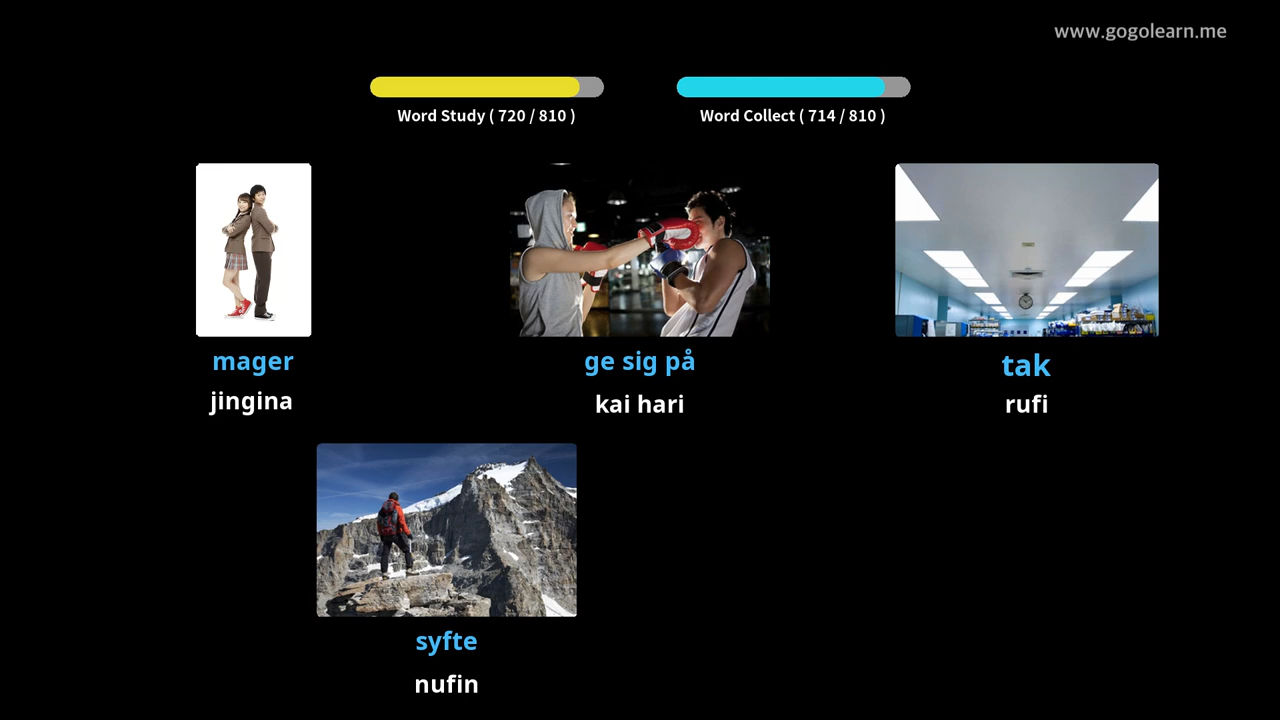 www.gogolearn.me
Word Study ( 720 / 810 )
Word Collect ( 714 / 810 )
mager
jingina
ge sig på
kai hari
tak
rufi
syfte
nufin